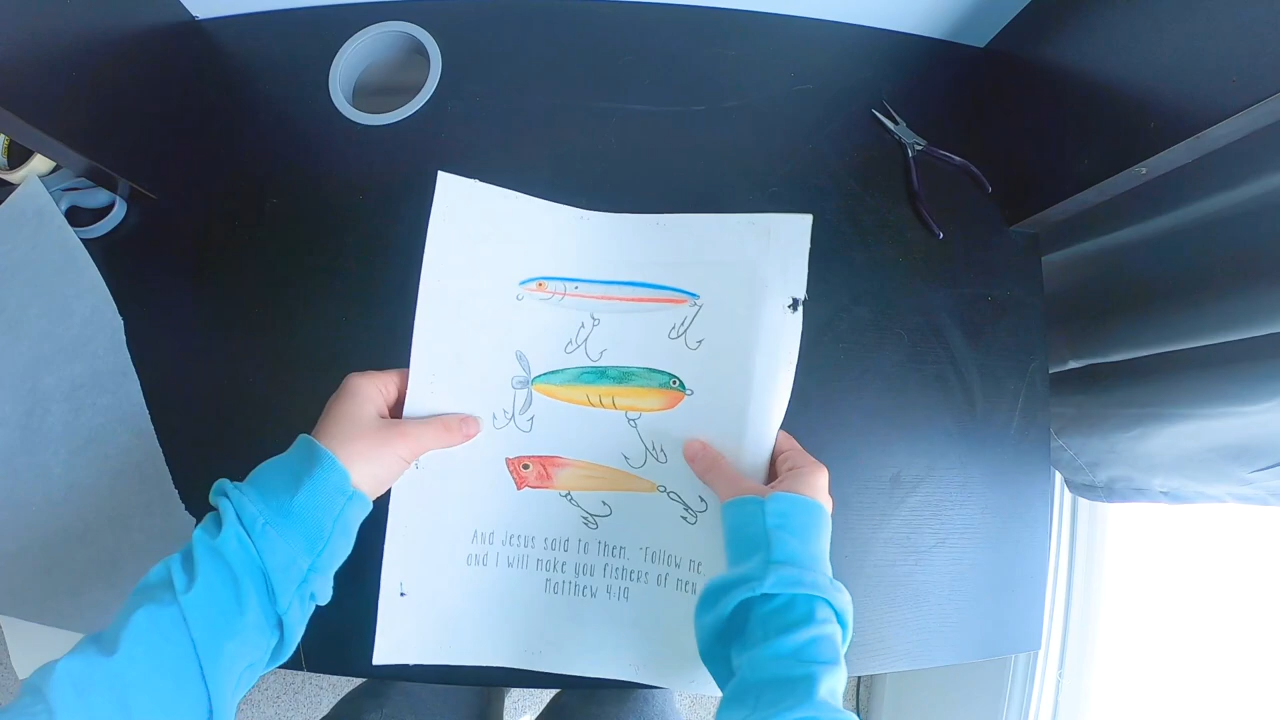 And Jesus said to them, "Follow me,
and I will make you fishers of men
Matthew 4:19